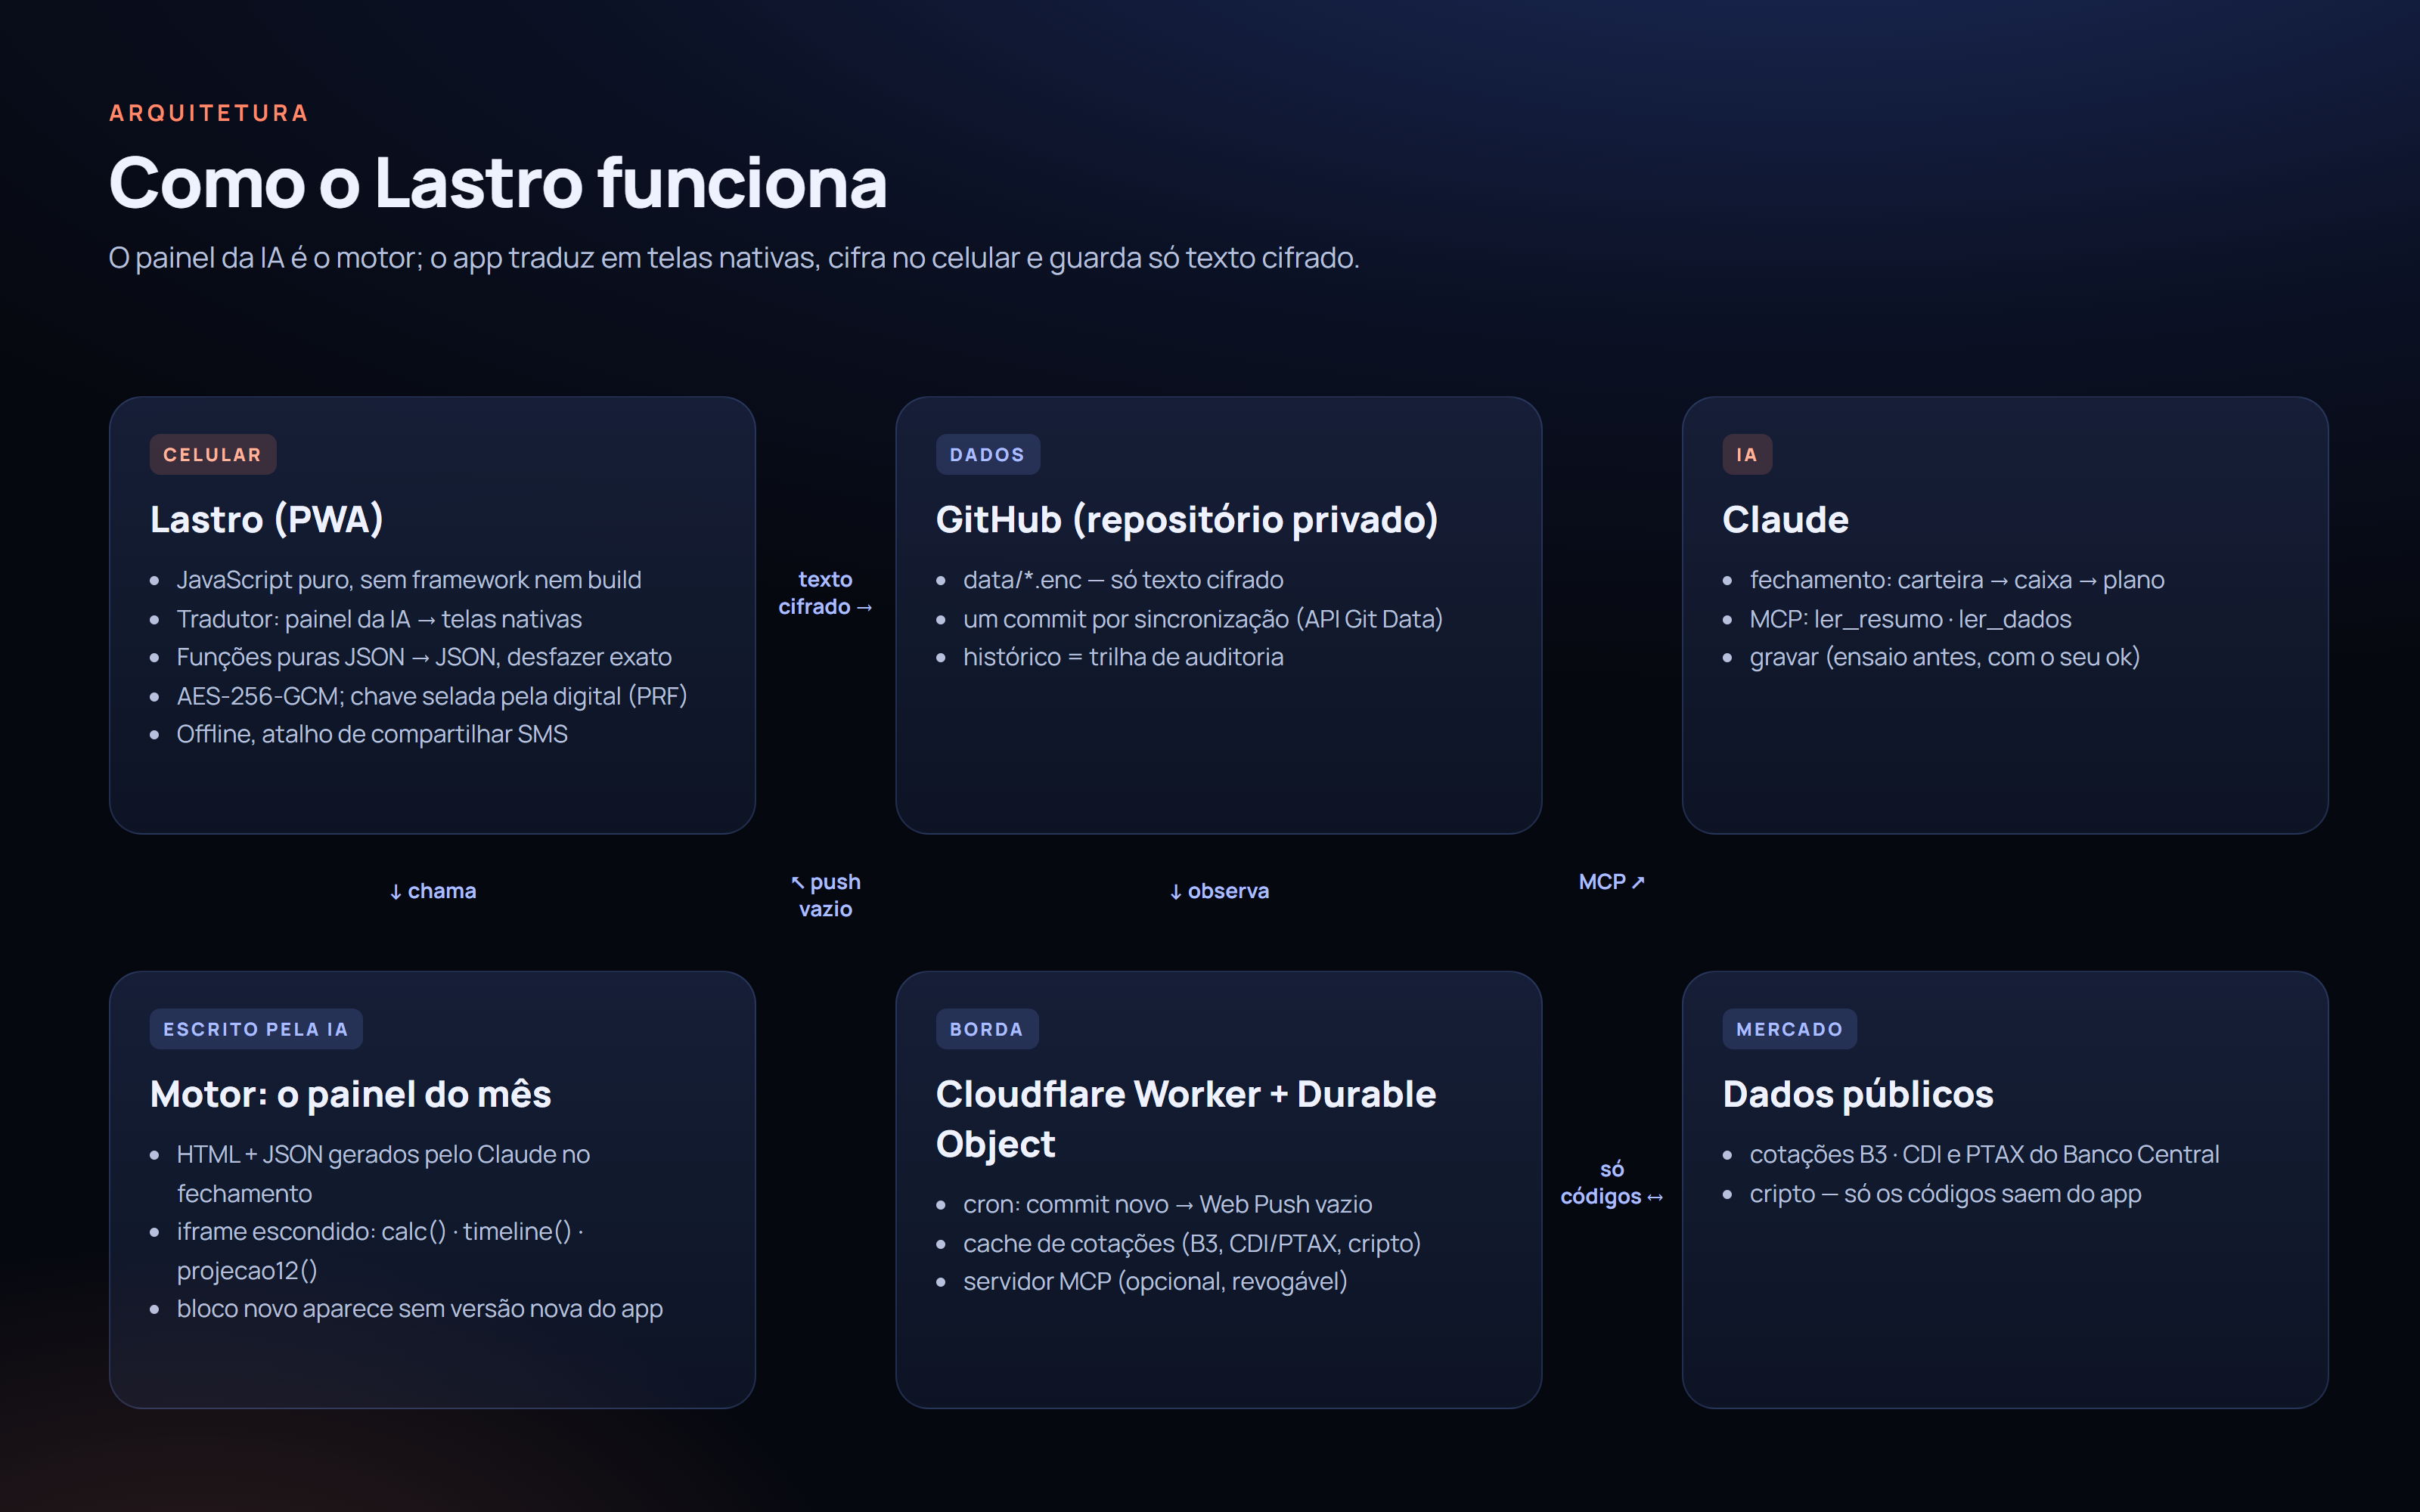 ARQUITETURA
Como o Lastro funciona
O painel da IA é o motor; o app traduz em telas nativas, cifra no celular e guarda só texto cifrado.
CELULAR
Lastro (PWA)
• JavaScript puro, sem framework nem build
• Tradutor: painel da IA → telas nativas
• Funções puras JSON → JSON, desfazer exato
• AES-256-GCM; chave selada pela digital (PRF)
• Offline, atalho de compartilhar SMS
texto
cifrado →
DADOS
GitHub (repositório privado)
• data/*.enc — só texto cifrado
• um commit por sincronização (API Git Data)
• histórico = trilha de auditoria
IA
Claude
• fechamento: carteira → caixa → plano
• MCP: ler_resumo · ler_dados
• gravar (ensaio antes, com o seu ok)
↓ chama
↖ push
vazio
↓ observa
MCP ↗
ESCRITO PELA IA
Motor: o painel do mês
• HTML + JSON gerados pelo Claude no
fechamento
• iframe escondido: calc() · timeline() ·
projecao12()
• bloco novo aparece sem versão nova do app
BORDA
Cloudflare Worker + Durable
Object
• cron: commit novo → Web Push vazio
• cache de cotações (B3, CDI/PTAX, cripto)
• servidor MCP (opcional, revogável)
só
códigos ↔
MERCADO
Dados públicos
• cotações B3 · CDI e PTAX do Banco Central
• cripto — só os códigos saem do app